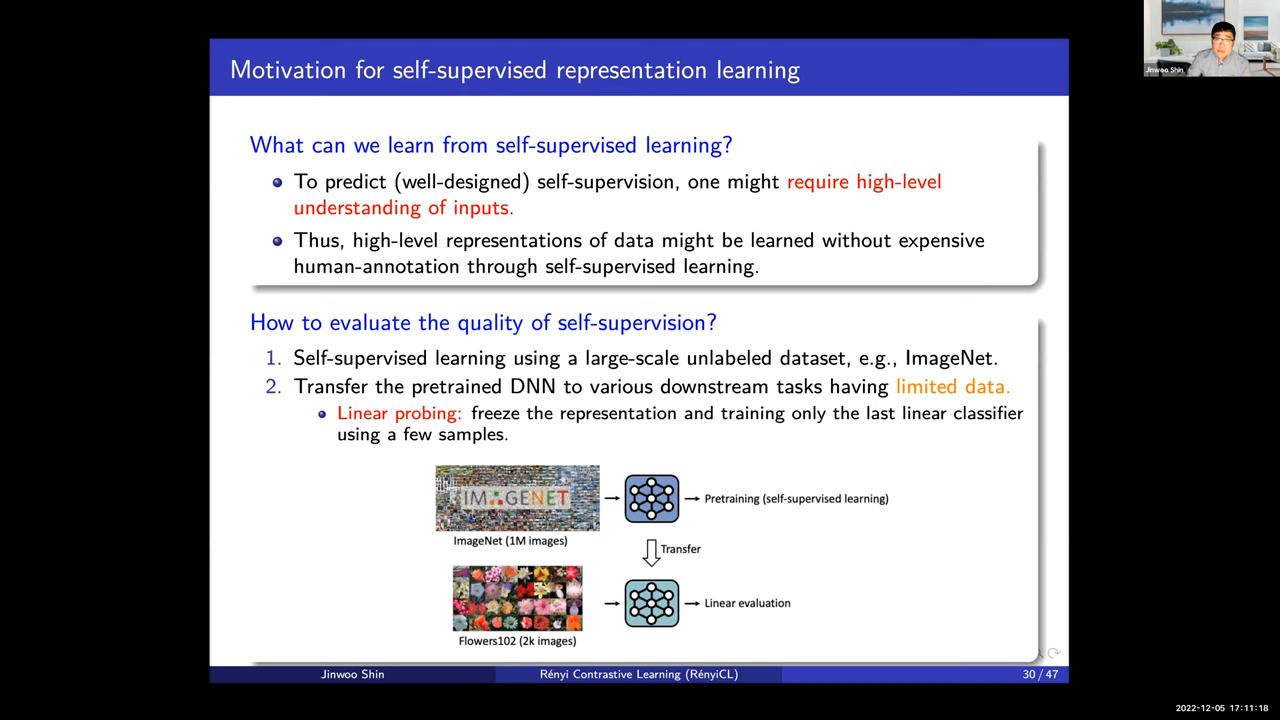 Motivation for self-supervised representation learning
Jinwoo Shin
What can we learn from self-supervised learning?
To predict (well-designed) self-supervision, one might require high-level
understanding of inputs.
Thus, high-level representations of data might be learned without expensive
human-annotation through self-supervised learning.
How to evaluate the quality of self-supervision?
1. Self-supervised learning using a large-scale unlabeled dataset, e.g., ImageNet.
2. Transfer the pretrained DNN to various downstream tasks having limited data.
Linear probing: freeze the representation and training only the last linear classifier
using a few samples.
IMAGENET
Pretraining (self-supervised learning)
ImageNet (1M images)
Transfer
Linear evaluation
Flowers102 (2k images)
Jinwoo Shin
Rényi Contrastive Learning (RényiCL)
30 / 47
2022-12-05 17:11:18